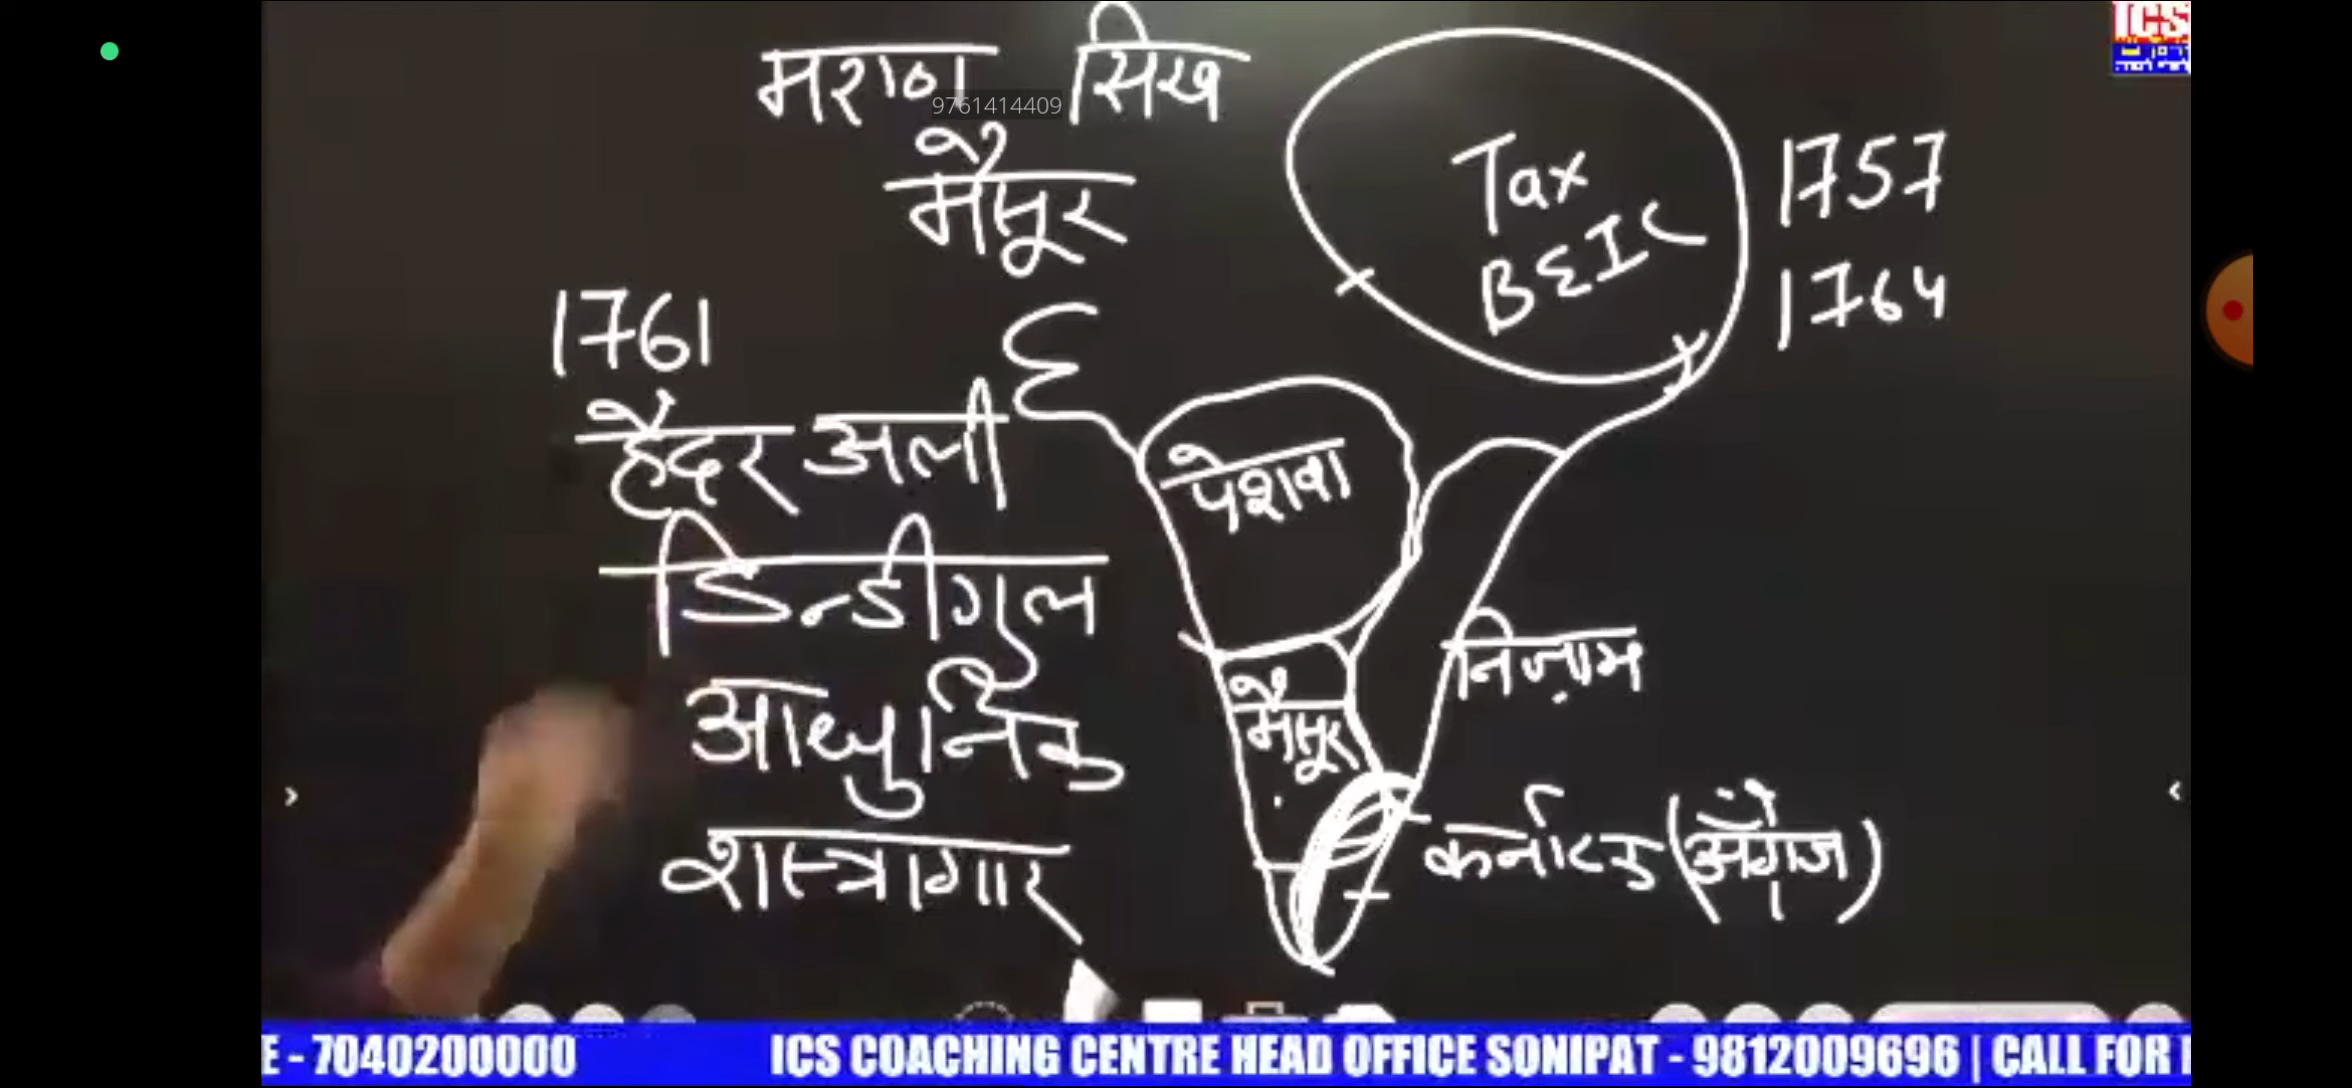 मराठा सिख
9761414409
मैसूर
Tax
BEIC
1757
1764
1761
हैदर अली
डिन्डीगुल
आधुनिक
शस्त्रागार
पेशवा
मैसूर
निज़ाम
कर्नाटक (अंग्रेज)
ICS
E - 7040200000 ICS COACHING CENTRE HEAD OFFICE SONIPAT - 9812009696 | CALL FOR